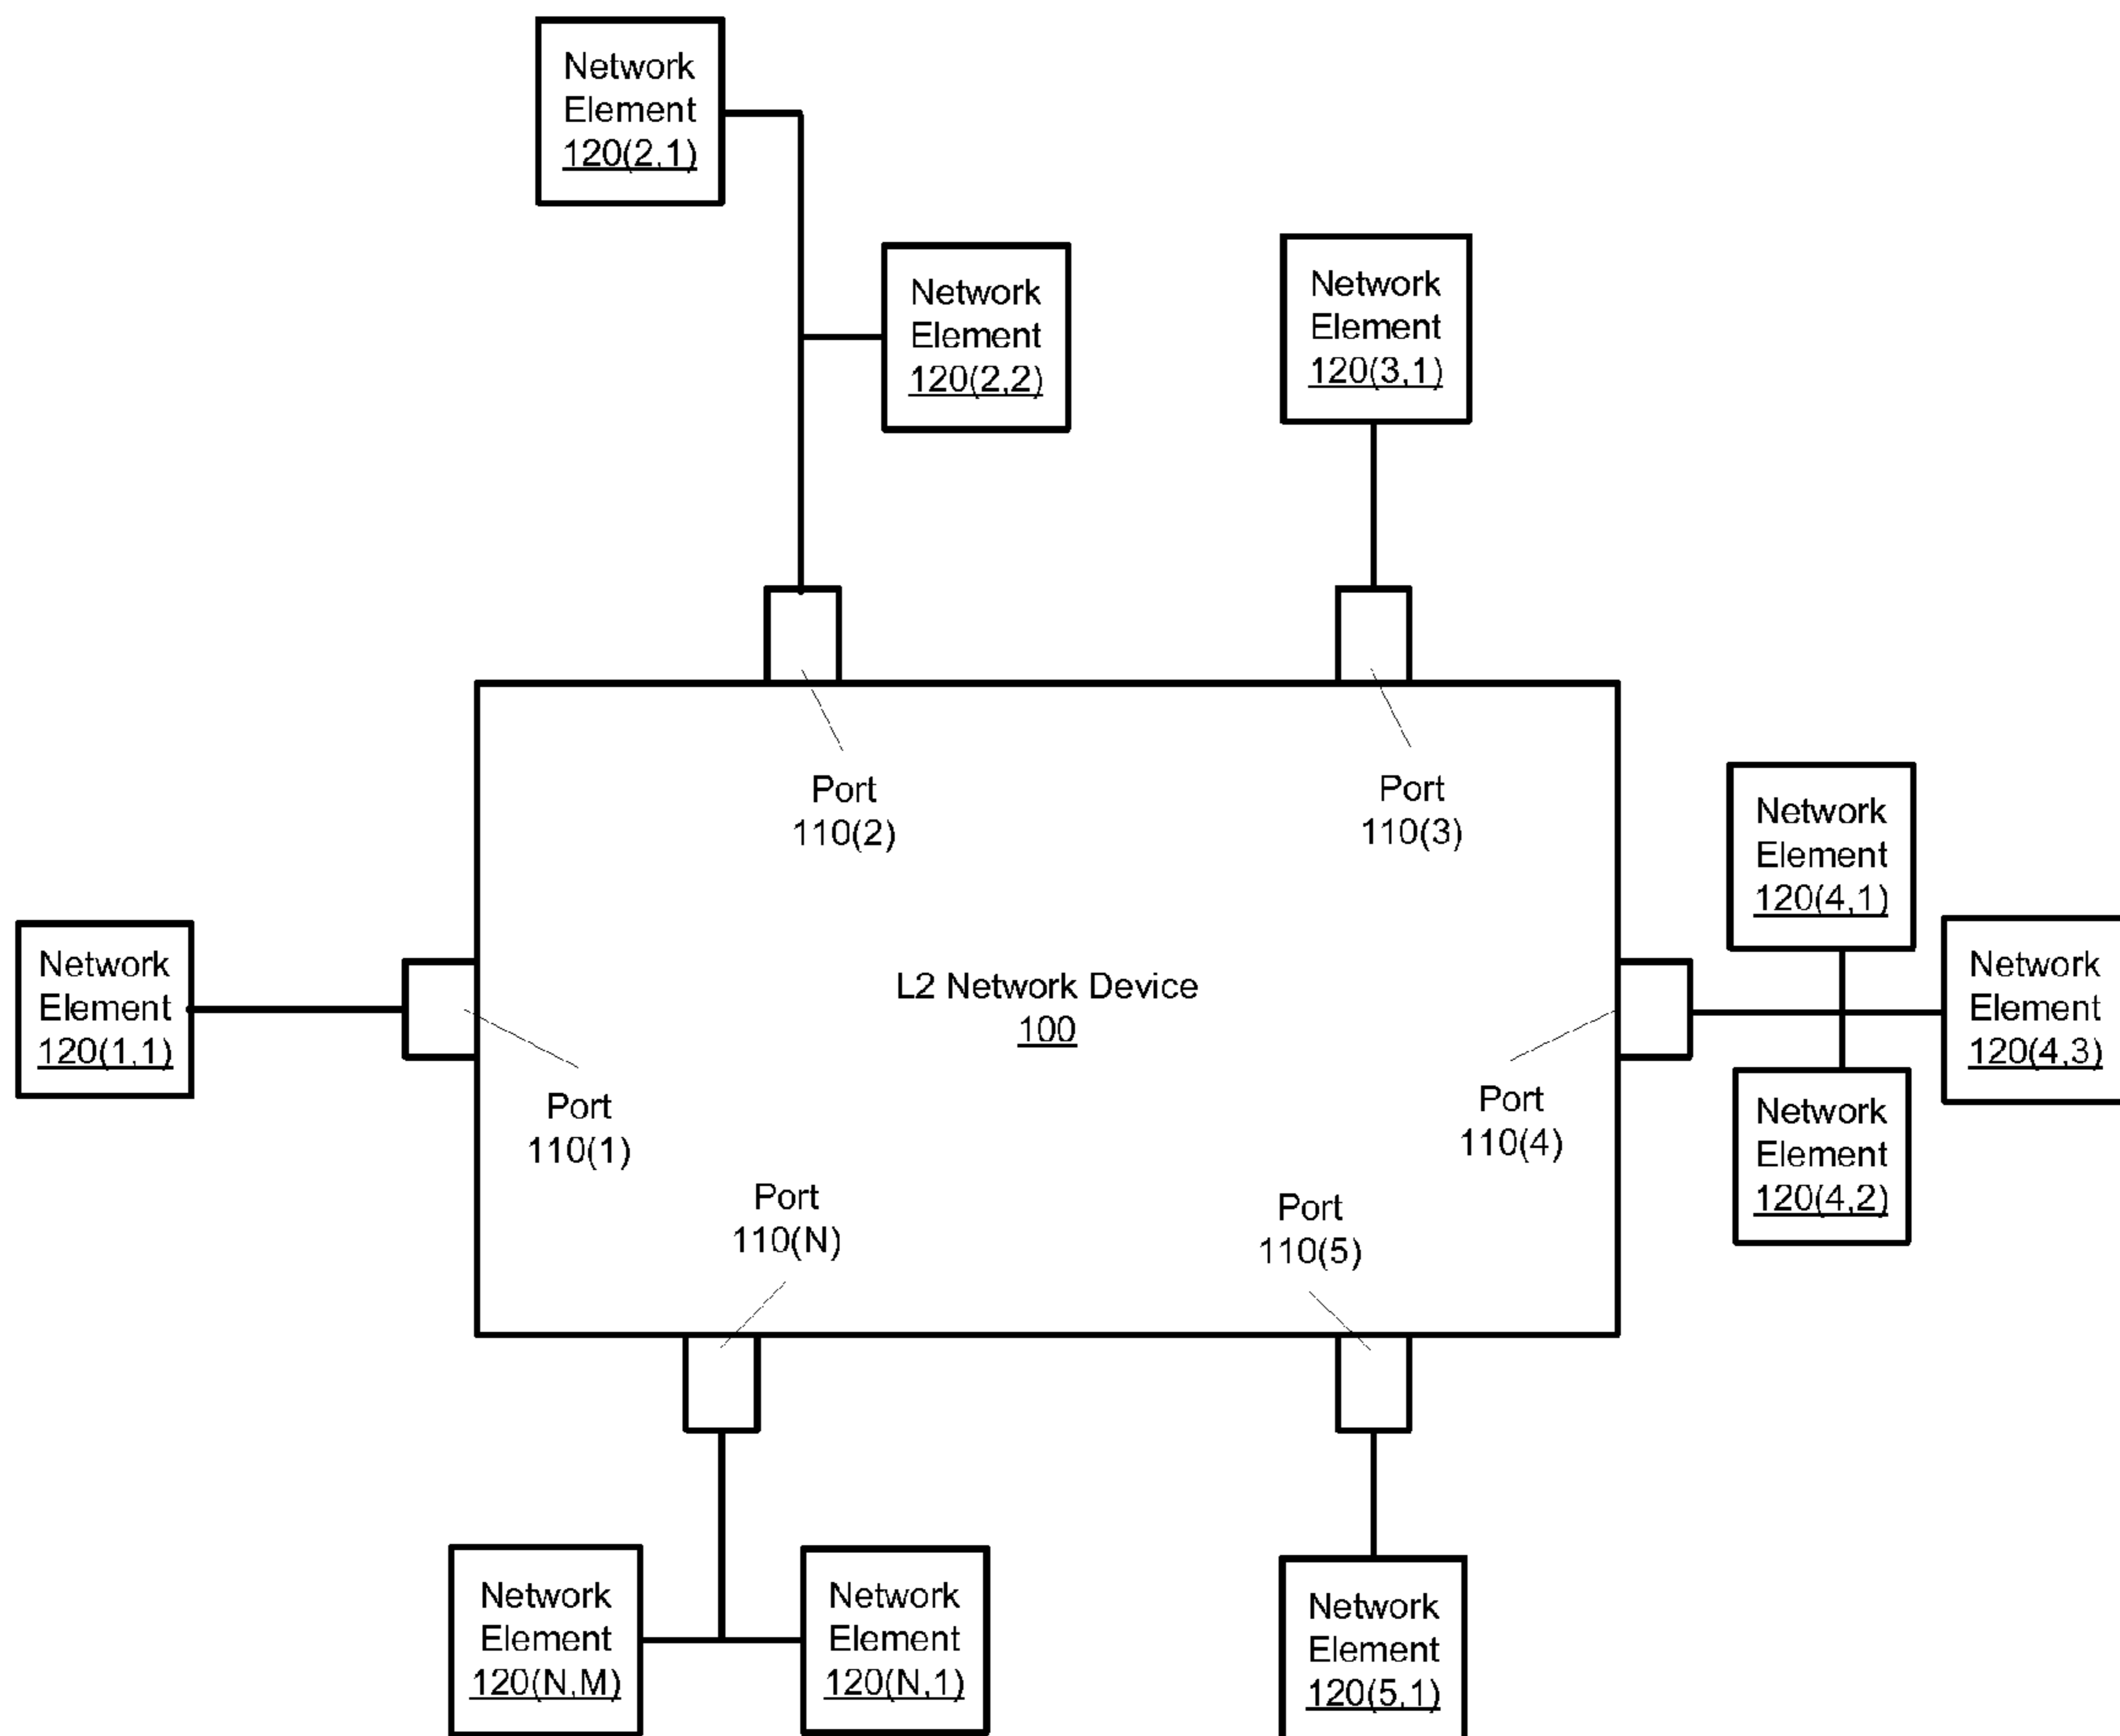 Network
Element
120(2,1)
Network
Element
120(2,2)
Network
Element
120(3,1)
Port
110(2)
Port
110(3)
Network
Element
120(4,1)
Network
Element
120(1,1)
L2 Network Device
100
Network
Element
120(4,3)
Port
110(1)
Port
110(4)
Network
Element
120(4,2)
Port
110(N)
Port
110(5)
Network
Element
120(N,M)
Network
Element
120(N,1)
Network
Element
120(5,1)